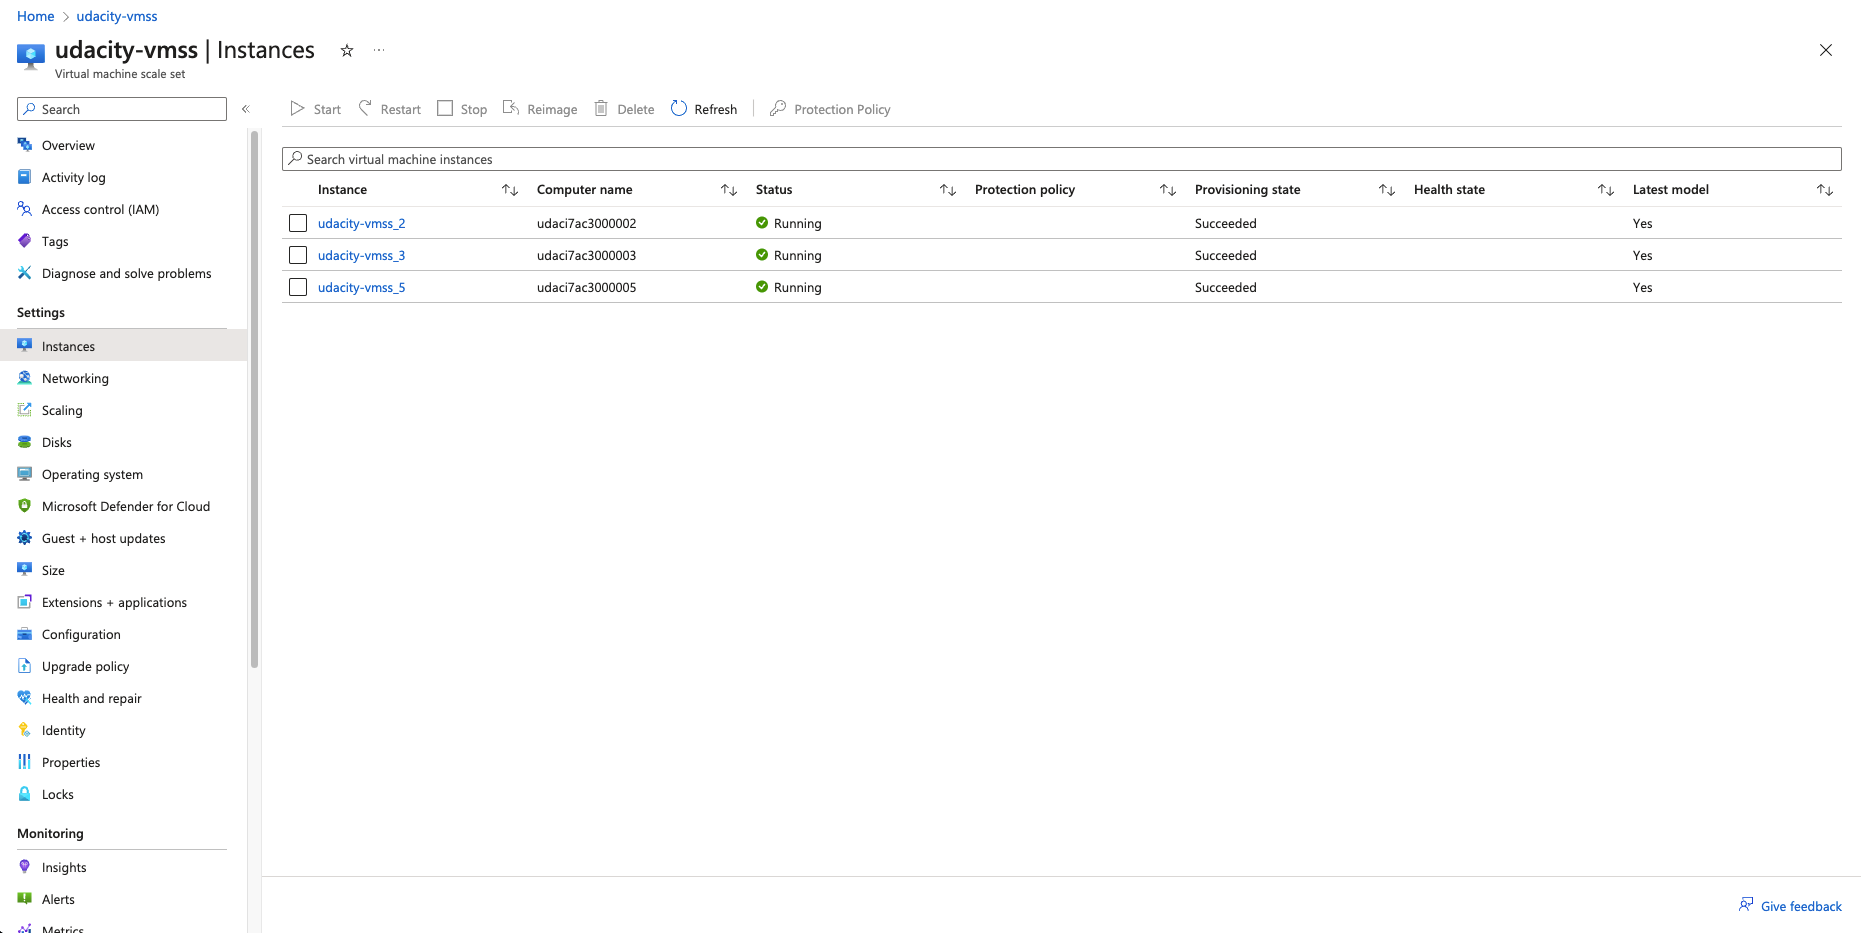 Home > udacity-vmss
udacity-vmss | Instances
Virtual machine scale set
Search
Start Restart Stop Reimage Delete Refresh Protection Policy
Overview
Activity log
Access control (IAM)
Tags
Diagnose and solve problems
Settings
Instances
Networking
Scaling
Disks
Operating system
Microsoft Defender for Cloud
Guest + host updates
Size
Extensions + applications
Configuration
Upgrade policy
Health and repair
Identity
Properties
Locks
Monitoring
Insights
Alerts
Metrics
Search virtual machine instances
Instance Computer name Status Protection policy Provisioning state Health state Latest model
udacity-vmss_2 udaci7ac3000002 Running Succeeded Yes
udacity-vmss_3 udaci7ac3000003 Running Succeeded Yes
udacity-vmss_5 udaci7ac3000005 Running Succeeded Yes
Give feedback